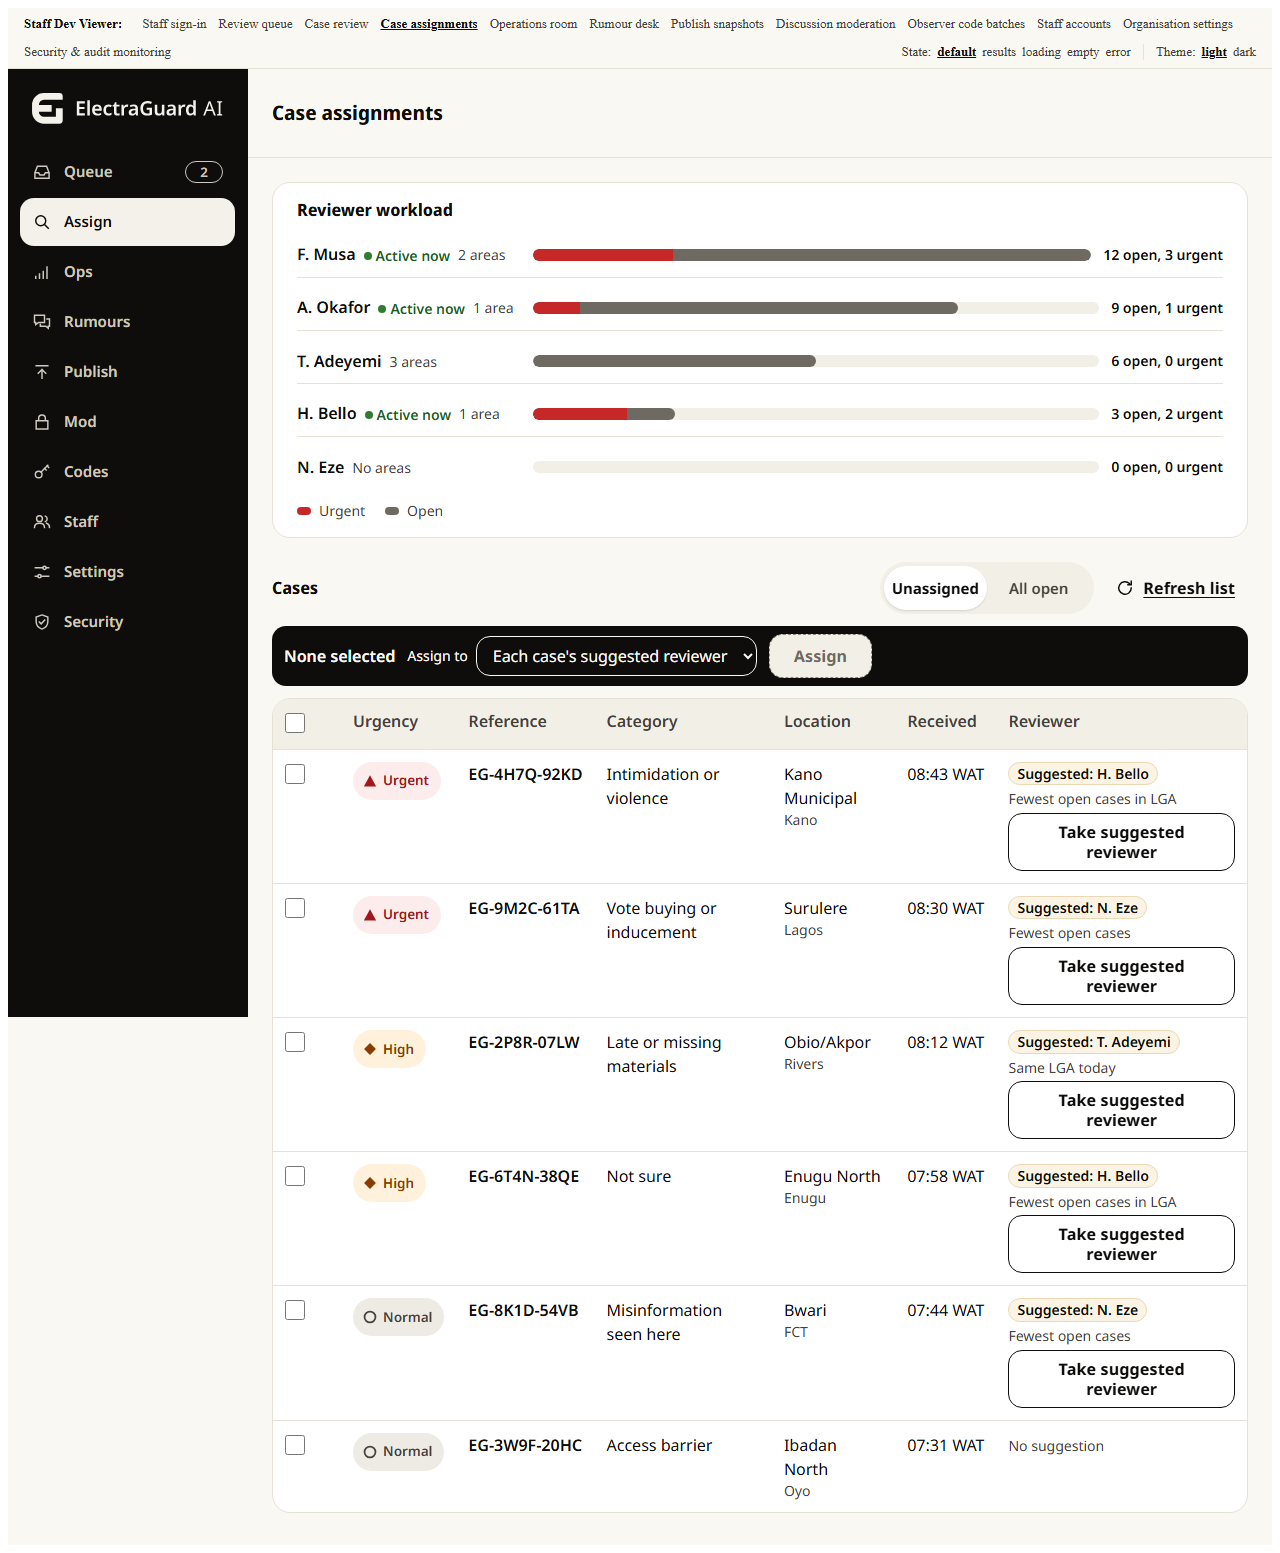 Staff Dev Viewer: Staff sign-in Review queue Case review Case assignments Operations room Rumour desk Publish snapshots Discussion moderation Observer code batches Staff accounts Organisation settings
Security & audit monitoring State: default results loading empty error Theme: light dark
ElectraGuard AI
Queue 2
Assign
Ops
Rumours
Publish
Mod
Codes
Staff
Settings
Security
Case assignments
Reviewer workload
F. Musa Active now 2 areas 12 open, 3 urgent
A. Okafor Active now 1 area 9 open, 1 urgent
T. Adeyemi 3 areas 6 open, 0 urgent
H. Bello Active now 1 area 3 open, 2 urgent
N. Eze No areas 0 open, 0 urgent
Urgent Open
Cases Unassigned All open Refresh list
None selected Assign to Each case's suggested reviewer Assign
Urgency Reference Category Location Received Reviewer
Urgent EG-4H7Q-92KD Intimidation or Kano 08:43 WAT Suggested: H. Bello
violence Municipal Fewest open cases in LGA
Kano
Take suggested
reviewer
Urgent EG-9M2C-61TA Vote buying or Surulere 08:30 WAT Suggested: N. Eze
inducement Lagos Fewest open cases
Take suggested
reviewer
High EG-2P8R-07LW Late or missing Obio/Akpor 08:12 WAT Suggested: T. Adeyemi
materials Rivers Same LGA today
Take suggested
reviewer
High EG-6T4N-38QE Not sure Enugu North 07:58 WAT Suggested: H. Bello
Enugu Fewest open cases in LGA
Take suggested
reviewer
Normal EG-8K1D-54VB Misinformation Bwari 07:44 WAT Suggested: N. Eze
seen here FCT Fewest open cases
Take suggested
reviewer
Normal EG-3W9F-20HC Access barrier Ibadan 07:31 WAT No suggestion
North
Oyo